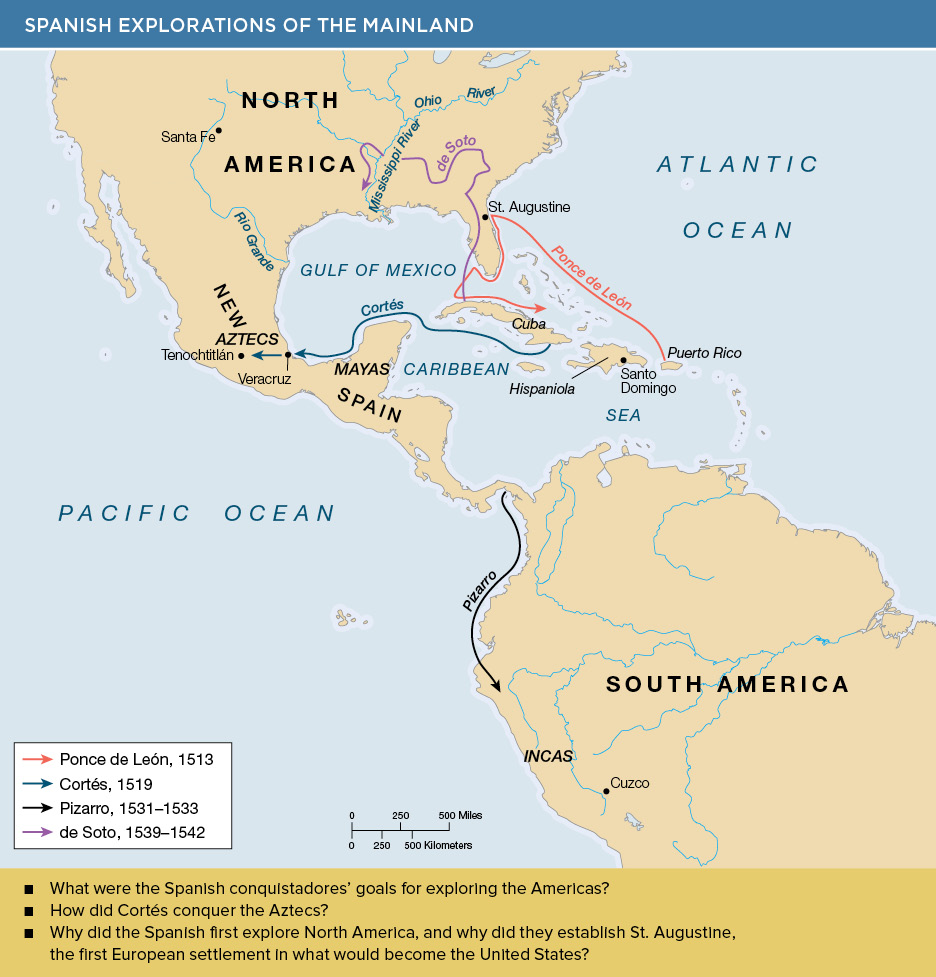 SPANISH EXPLORATIONS OF THE MAINLAND
NORTH
AMERICA
Ohio River
Mississippi River
Santa Fe
de Soto
ATLANTIC
OCEAN
St. Augustine
Rio Grande
Ponce de León
GULF OF MEXICO
NEW
SPAIN
Cortés
AZTECS
Tenochtitlán
Veracruz
MAYAS
CARIBBEAN
SEA
Cuba
Puerto Rico
Hispaniola
Santo
Domingo
PACIFIC OCEAN
Pizarro
SOUTH AMERICA
INCAS
Cuzco
Ponce de León, 1513
Cortés, 1519
Pizarro, 1531–1533
de Soto, 1539–1542
0 250 500 Miles
0 250 500 Kilometers
■ What were the Spanish conquistadores’ goals for exploring the Americas?
■ How did Cortés conquer the Aztecs?
■ Why did the Spanish first explore North America, and why did they establish St. Augustine,
the first European settlement in what would become the United States?